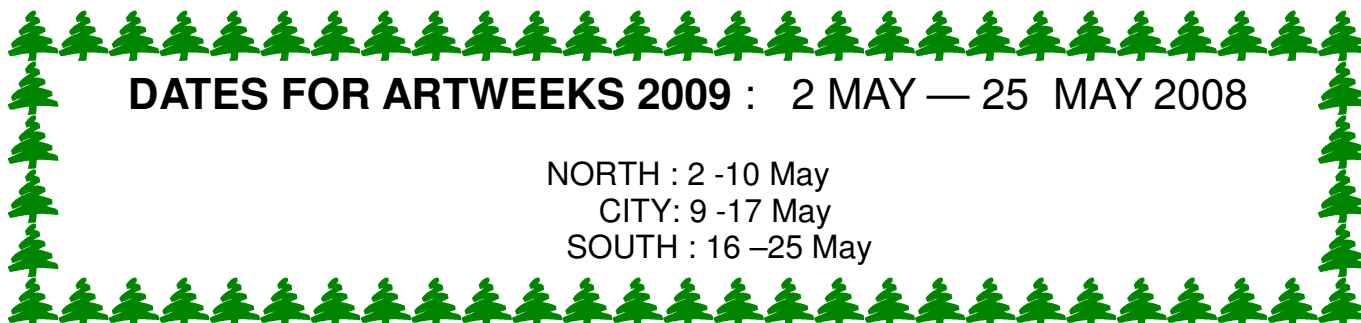 DATES FOR ARTWEEKS 2009 : 2 MAY — 25 MAY 2008
NORTH : 2 -10 May
CITY: 9 -17 May
SOUTH : 16 –25 May